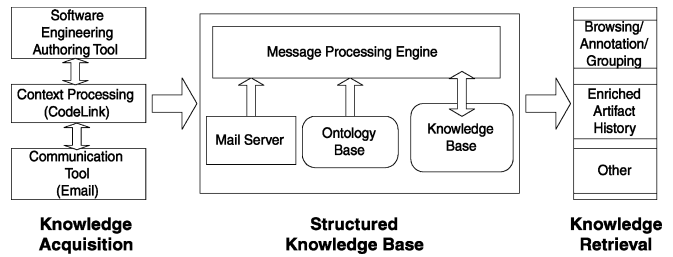 Software
Engineering
Authoring Tool
Context Processing
(CodeLink)
Communication
Tool
(Email)
Knowledge
Acquisition
Message Processing Engine
Mail Server
Ontology
Base
Knowledge
Base
Structured
Knowledge Base
Browsing/
Annotation/
Grouping
Enriched
Artifact
History
Other
Knowledge
Retrieval